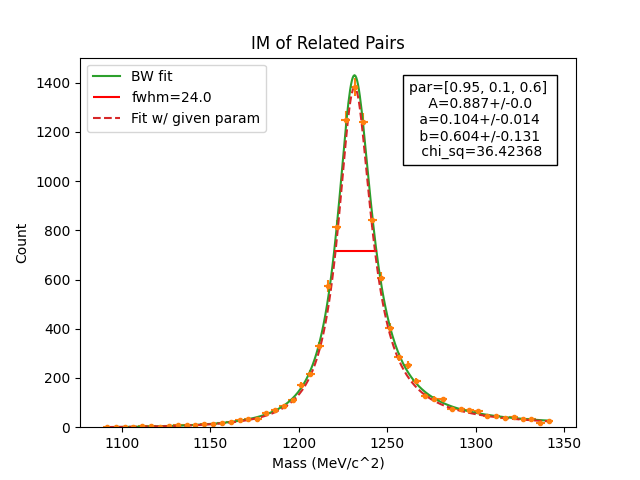 IM of Related Pairs
BW fit
fwhm=24.0
Fit w/ given param
par=[0.95, 0.1, 0.6]
A=0.887+/-0.0
a=0.104+/-0.014
b=0.604+/-0.131
chi_sq=36.42368
Count
1400
1200
1000
800
600
400
200
0
1100
1150
1200
1250
1300
1350
Mass (MeV/c^2)